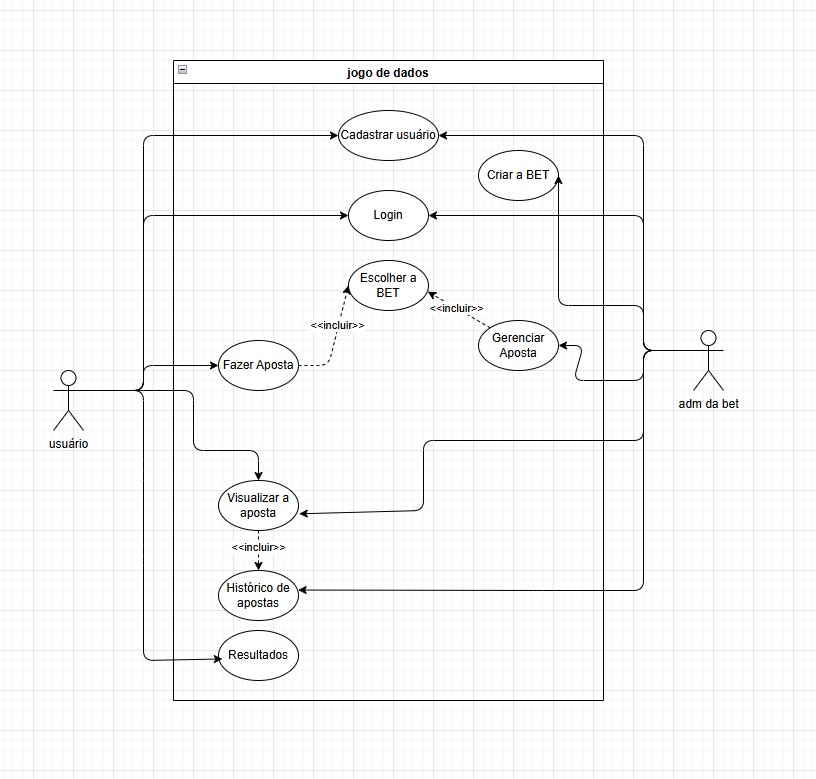 jogo de dados
Cadastrar usuário
Criar a BET
Login
Escolher a
BET
<<incluir>>
<<incluir>>
Gerenciar
Aposta
Fazer Aposta
usuário
adm da bet
Visualizar a
aposta
<<incluir>>
Histórico de
apostas
Resultados